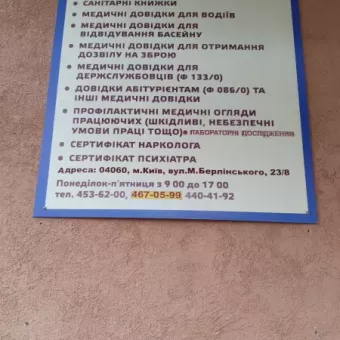 • САНІТАРНІ КНИЖКИ
• МЕДИЧНІ ДОВІДКИ ДЛЯ ВОДІЇВ
• МЕДИЧНІ ДОВІДКИ ДЛЯ
ВІДВІДУВАННЯ БАСЕЙНУ
• МЕДИЧНІ ДОВІДКИ ДЛЯ ОТРИМАННЯ
ДОЗВІЛУ НА ЗБРОЮ
• МЕДИЧНІ ДОВІДКИ ДЛЯ
ДЕРЖСЛУЖБОВЦІВ (Ф 133/0)
• ДОВІДКИ АБІТУРІЄНТАМ (Ф 086/0) ТА
ІНШІ МЕДИЧНІ ДОВІДКИ
• ПРОФІЛАКТИЧНІ МЕДИЧНІ ОГЛЯДИ
ПРАЦЮЮЧИХ (ШКІДЛИВІ, НЕБЕЗПЕЧНІ
УМОВИ ПРАЦІ ТОЩО) • ЛАБОРАТОРНІ ДОСЛІДЖЕННЯ
• СЕРТИФІКАТ НАРКОЛОГА
• СЕРТИФІКАТ ПСИХІАТРА
Адреса: 04060, м.Київ, вул.М.Берлінського, 23/8
Понеділок-п'ятниця з 9 00 до 17 00
тел. 453-62-00, 467-05-99 440-41-92